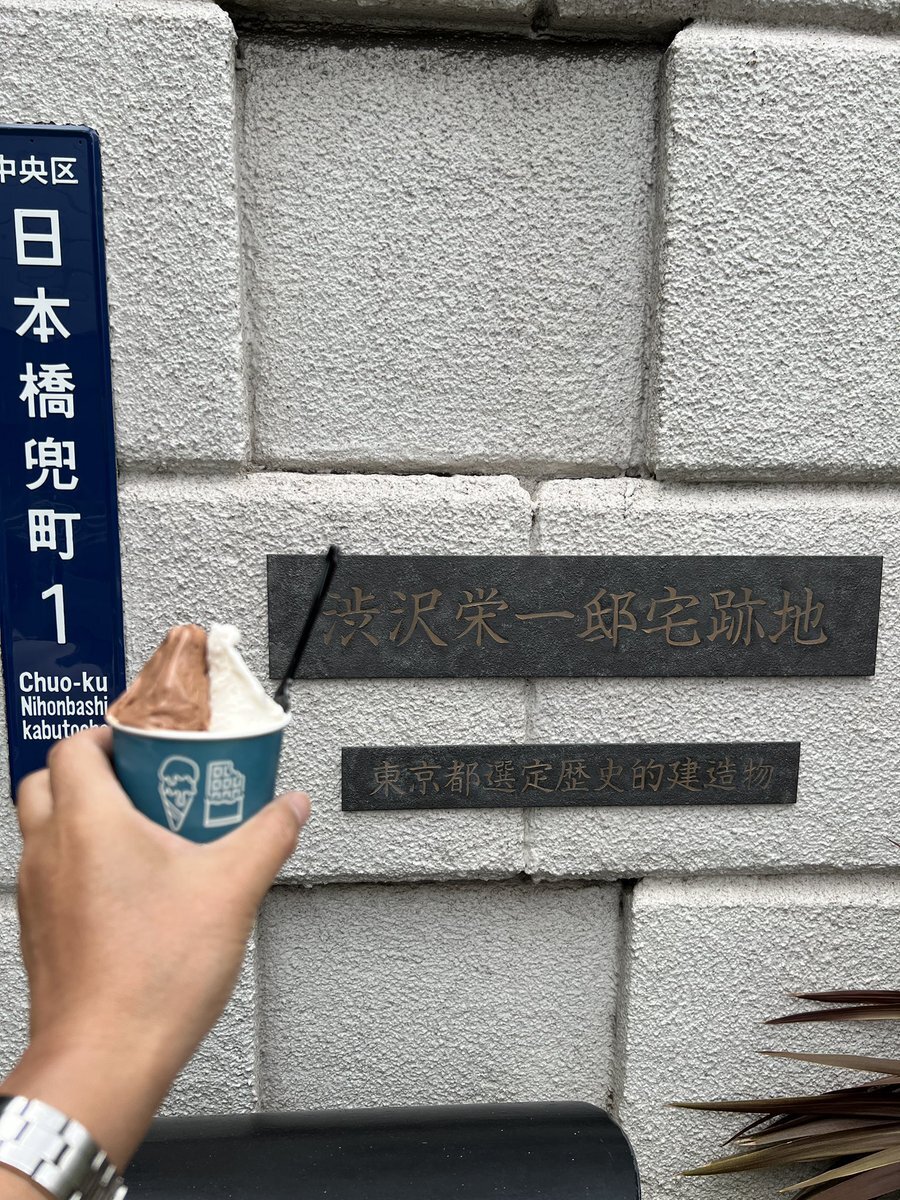 中央区
日本橋兜町
1
Chuo-ku
Nihonbashi
渋沢栄一邸宅跡地
東京都選定歴史的建造物